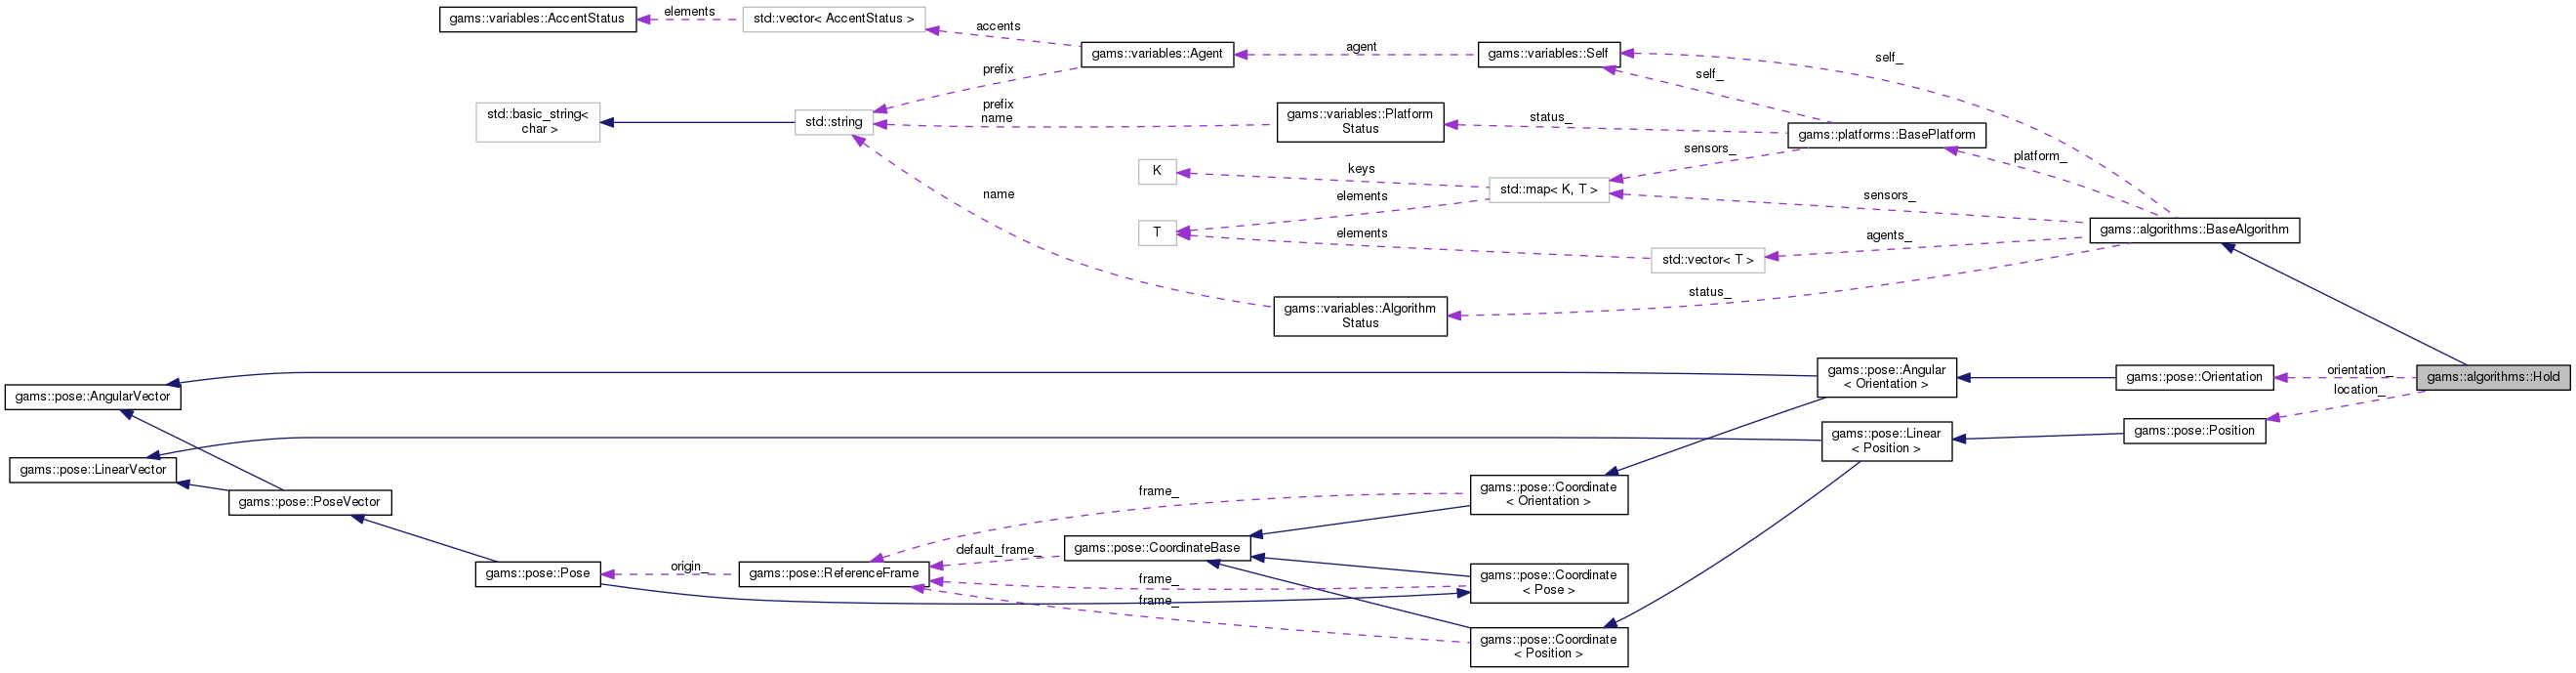 gams::variables::AccentStatus
elements
std::vector< AccentStatus >
accents
gams::variables::Agent
agent
gams::variables::Self
self_
self_
prefix
std::basic_string<
char >
std::string
prefix
name
gams::variables::Platform
Status
status_
gams::platforms::BasePlatform
platform_
sensors_
K
keys
std::map< K, T >
elements
sensors_
name
T
elements
std::vector< T >
agents_
gams::algorithms::BaseAlgorithm
status_
gams::variables::Algorithm
Status
gams::pose::AngularVector
gams::pose::Angular
< Orientation >
gams::pose::Orientation
orientation_
gams::algorithms::Hold
location_
gams::pose::Position
gams::pose::Linear
< Position >
gams::pose::LinearVector
gams::pose::PoseVector
frame_
gams::pose::Coordinate
< Orientation >
default_frame_
gams::pose::CoordinateBase
gams::pose::Pose
origin_
gams::pose::ReferenceFrame
frame_
gams::pose::Coordinate
< Pose >
frame_
gams::pose::Coordinate
< Position >